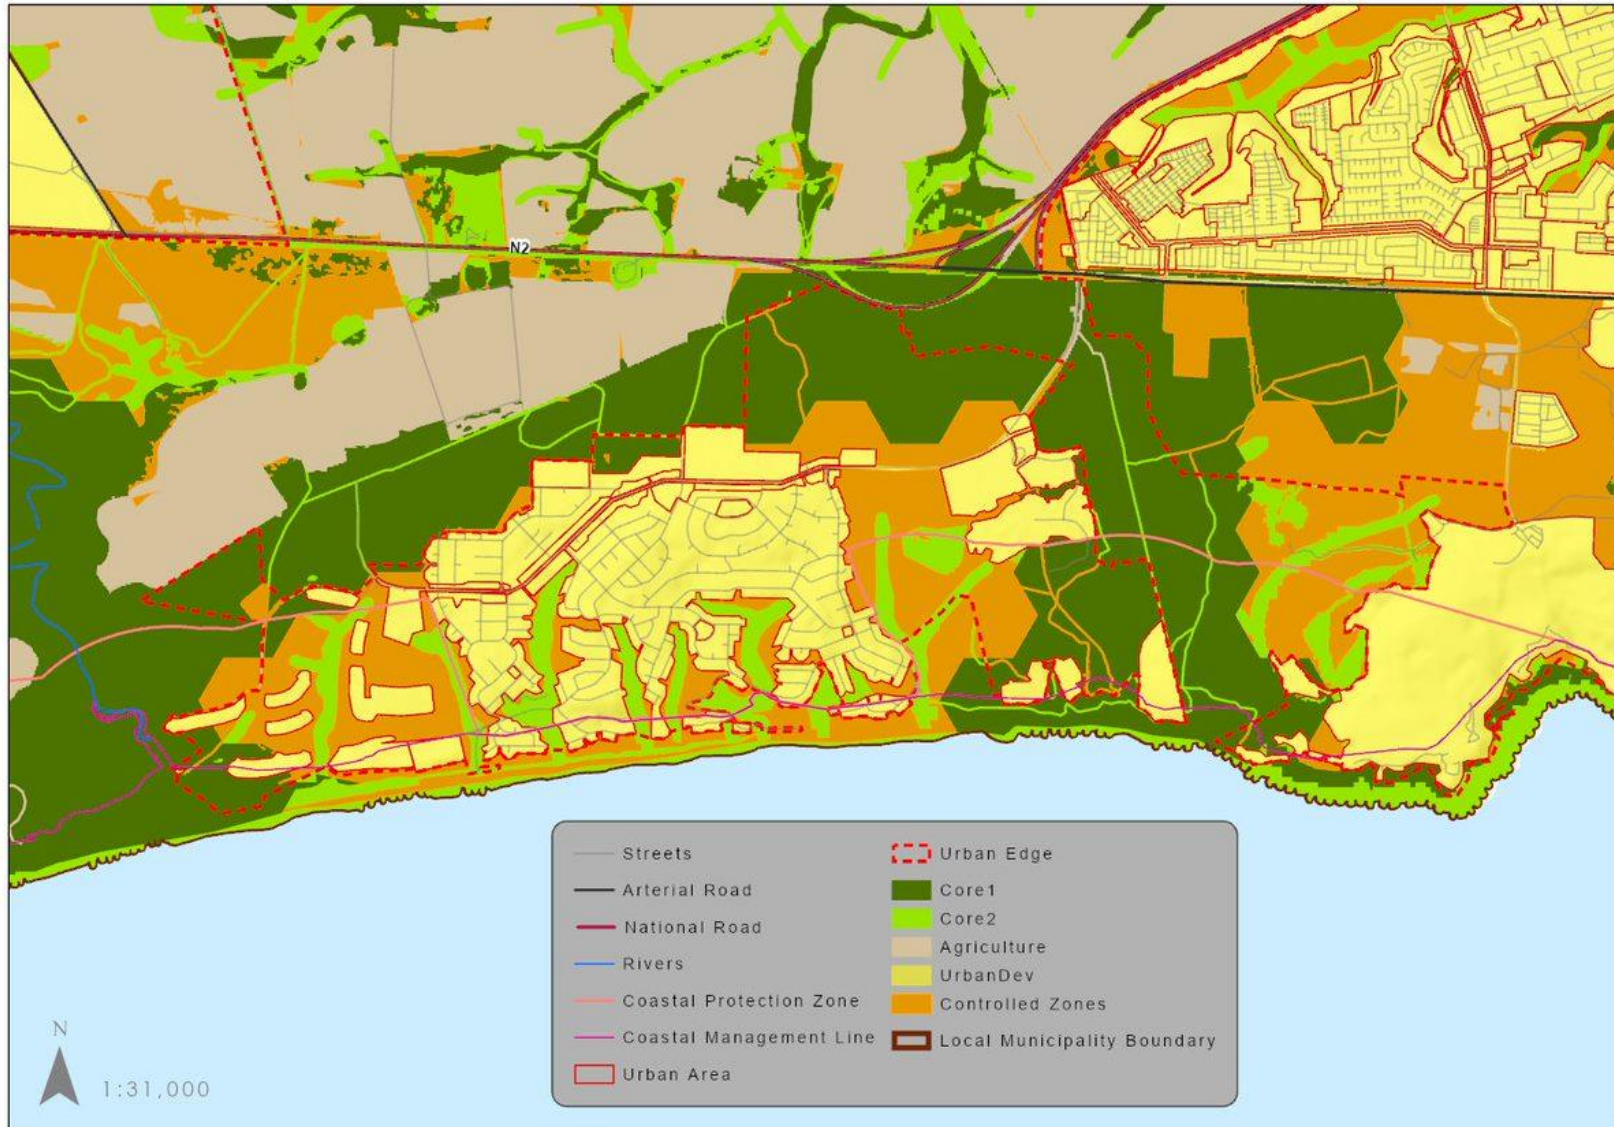 N2
Streets
Arterial Road
National Road
Rivers
Coastal Protection Zone
Coastal Management Line
Urban Area
Urban Edge
Core1
Core2
Agriculture
UrbanDev
Controlled Zones
Local Municipality Boundary
N
1:31,000